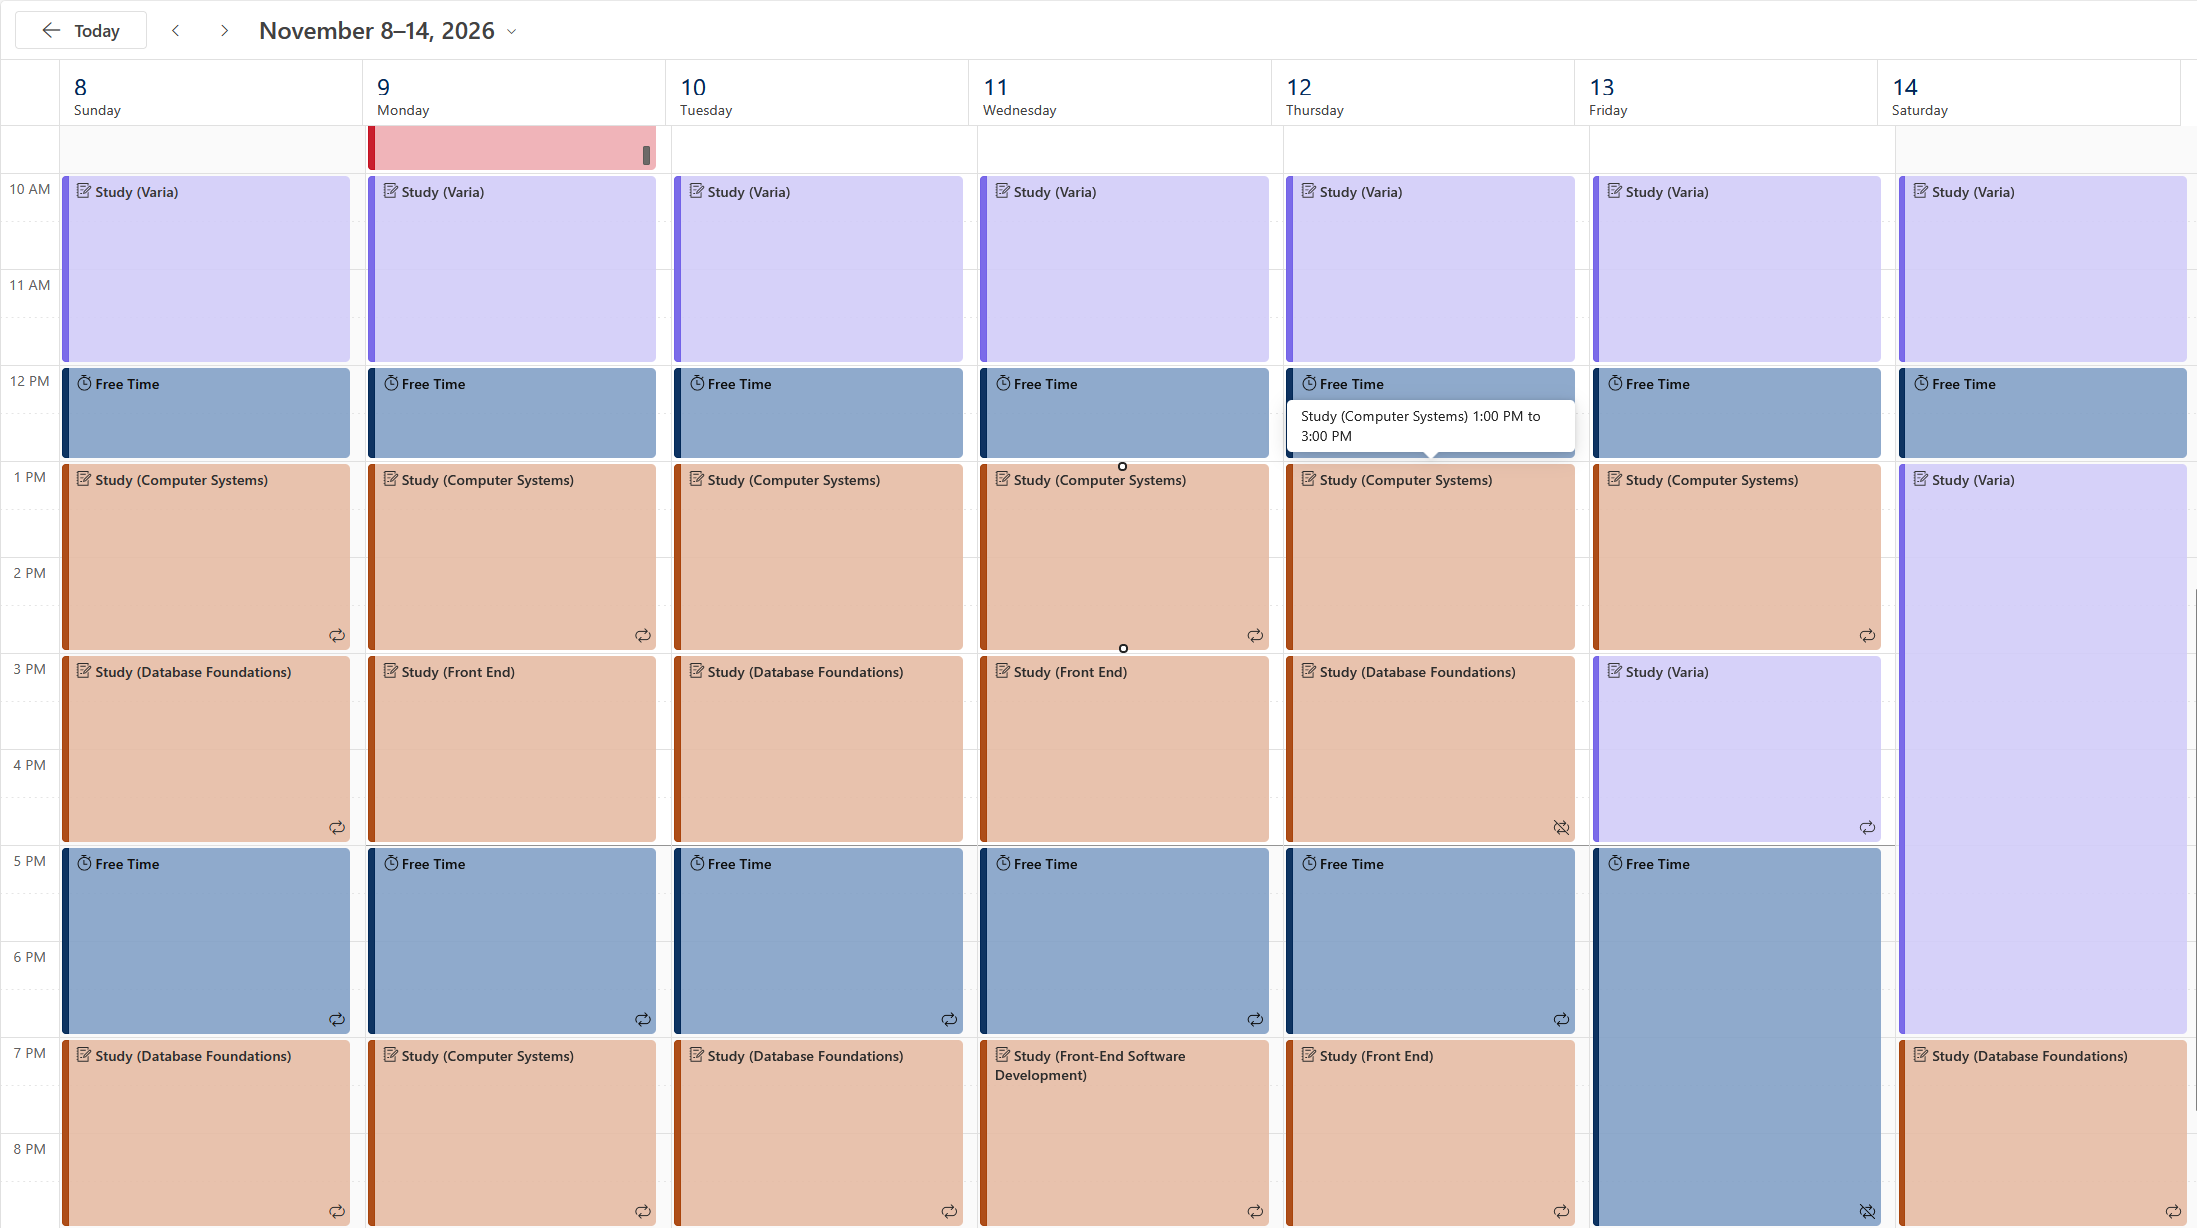 Today
November 8–14, 2026
8
Sunday
9
Monday
10
Tuesday
11
Wednesday
12
Thursday
13
Friday
14
Saturday
10 AM
Study (Varia)
Study (Varia)
Study (Varia)
Study (Varia)
Study (Varia)
Study (Varia)
Study (Varia)
11 AM
12 PM
Free Time
Free Time
Free Time
Free Time
Free Time
Free Time
Free Time
Study (Computer Systems) 1:00 PM to
3:00 PM
1 PM
Study (Computer Systems)
Study (Computer Systems)
Study (Computer Systems)
Study (Computer Systems)
Study (Computer Systems)
Study (Computer Systems)
Study (Varia)
2 PM
3 PM
Study (Database Foundations)
Study (Front End)
Study (Database Foundations)
Study (Front End)
Study (Database Foundations)
Study (Varia)
4 PM
5 PM
Free Time
Free Time
Free Time
Free Time
Free Time
Free Time
6 PM
7 PM
Study (Database Foundations)
Study (Computer Systems)
Study (Database Foundations)
Study (Front-End Software
Development)
Study (Front End)
Study (Database Foundations)
8 PM